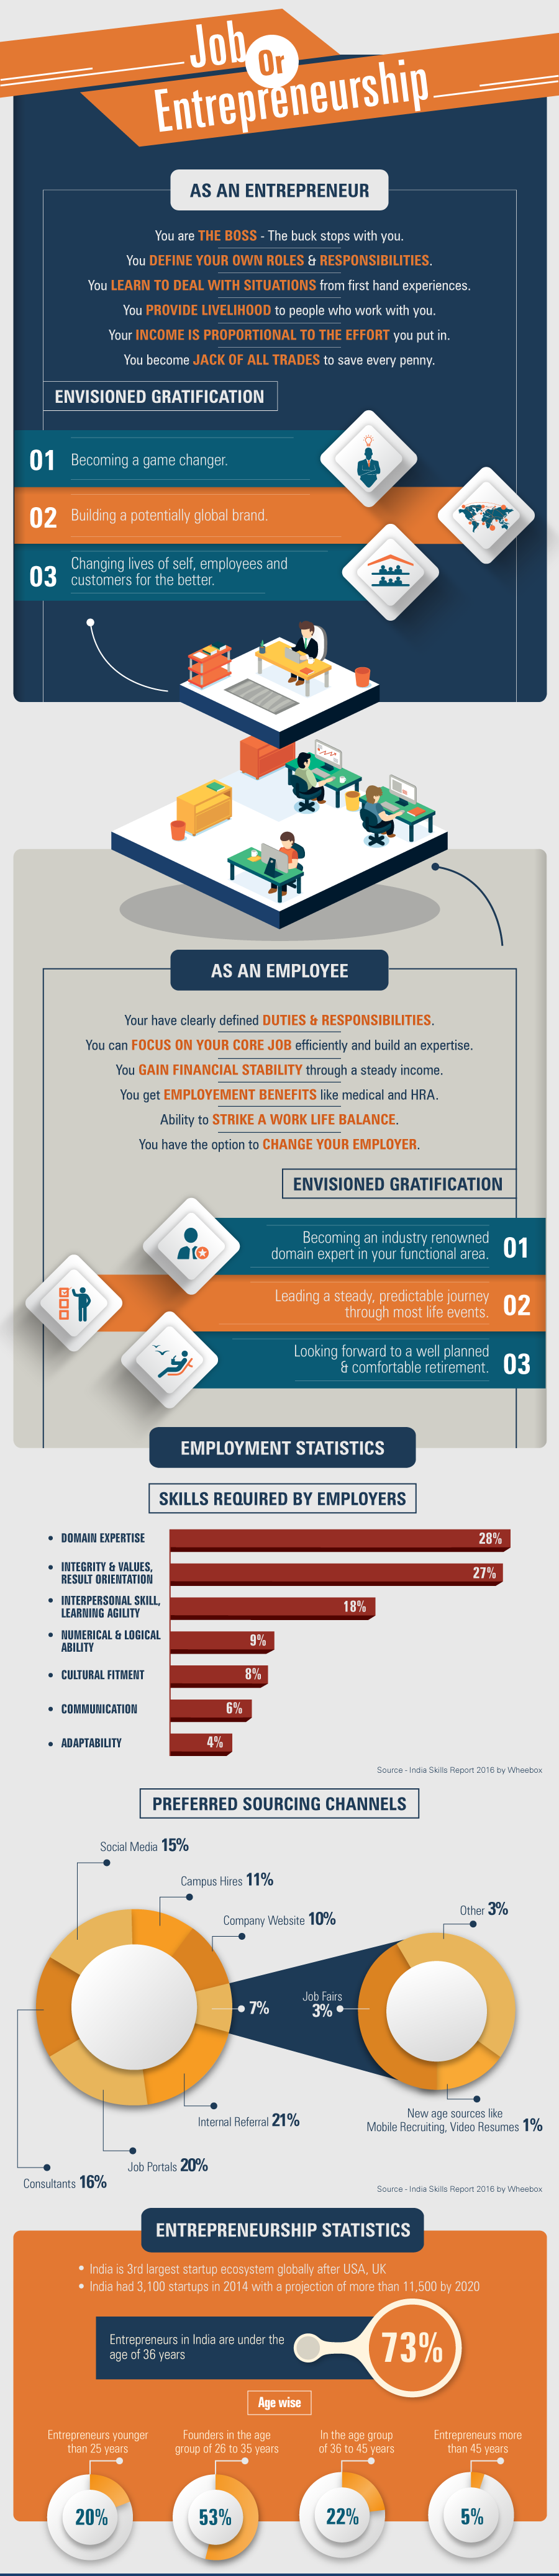 Job
Or
Entrepreneurship
AS AN ENTREPRENEUR
You are THE BOSS - The buck stops with you.
You DEFINE YOUR OWN ROLES & RESPONSIBILITIES.
You LEARN TO DEAL WITH SITUATIONS from first hand experiences.
You PROVIDE LIVELIHOOD to people who work with you.
Your INCOME IS PROPORTIONAL TO THE EFFORT you put in.
You become JACK OF ALL TRADES to save every penny.
ENVISIONED GRATIFICATION
01 Becoming a game changer.
02 Building a potentially global brand.
03 Changing lives of self, employees and
customers for the better.
AS AN EMPLOYEE
Your have clearly defined DUTIES & RESPONSIBILITIES.
You can FOCUS ON YOUR CORE JOB efficiently and build an expertise.
You GAIN FINANCIAL STABILITY through a steady income.
You get EMPLOYEMENT BENEFITS like medical and HRA.
Ability to STRIKE A WORK LIFE BALANCE.
You have the option to CHANGE YOUR EMPLOYER.
ENVISIONED GRATIFICATION
Becoming an industry renowned
domain expert in your functional area. 01
Leading a steady, predictable journey
through most life events. 02
Looking forward to a well planned
& comfortable retirement. 03
EMPLOYMENT STATISTICS
SKILLS REQUIRED BY EMPLOYERS
• DOMAIN EXPERTISE 28%
• INTEGRITY & VALUES,
RESULT ORIENTATION 27%
• INTERPERSONAL SKILL,
LEARNING AGILITY 18%
• NUMERICAL & LOGICAL
ABILITY 9%
• CULTURAL FITMENT 8%
• COMMUNICATION 6%
• ADAPTABILITY 4%
Source - India Skills Report 2016 by Wheebox
PREFERRED SOURCING CHANNELS
Social Media 15%
Campus Hires 11%
Company Website 10%
Other 3%
7%
Job Fairs
3%
Internal Referral 21%
New age sources like
Mobile Recruiting, Video Resumes 1%
Job Portals 20%
Consultants 16%
Source - India Skills Report 2016 by Wheebox
ENTREPRENEURSHIP STATISTICS
• India is 3rd largest startup ecosystem globally after USA, UK
• India had 3,100 startups in 2014 with a projection of more than 11,500 by 2020
Entrepreneurs in India are under the
age of 36 years
73%
Age wise
Entrepreneurs younger
than 25 years
20%
Founders in the age
group of 26 to 35 years
53%
In the age group
of 36 to 45 years
22%
Entrepreneurs more
than 45 years
5%